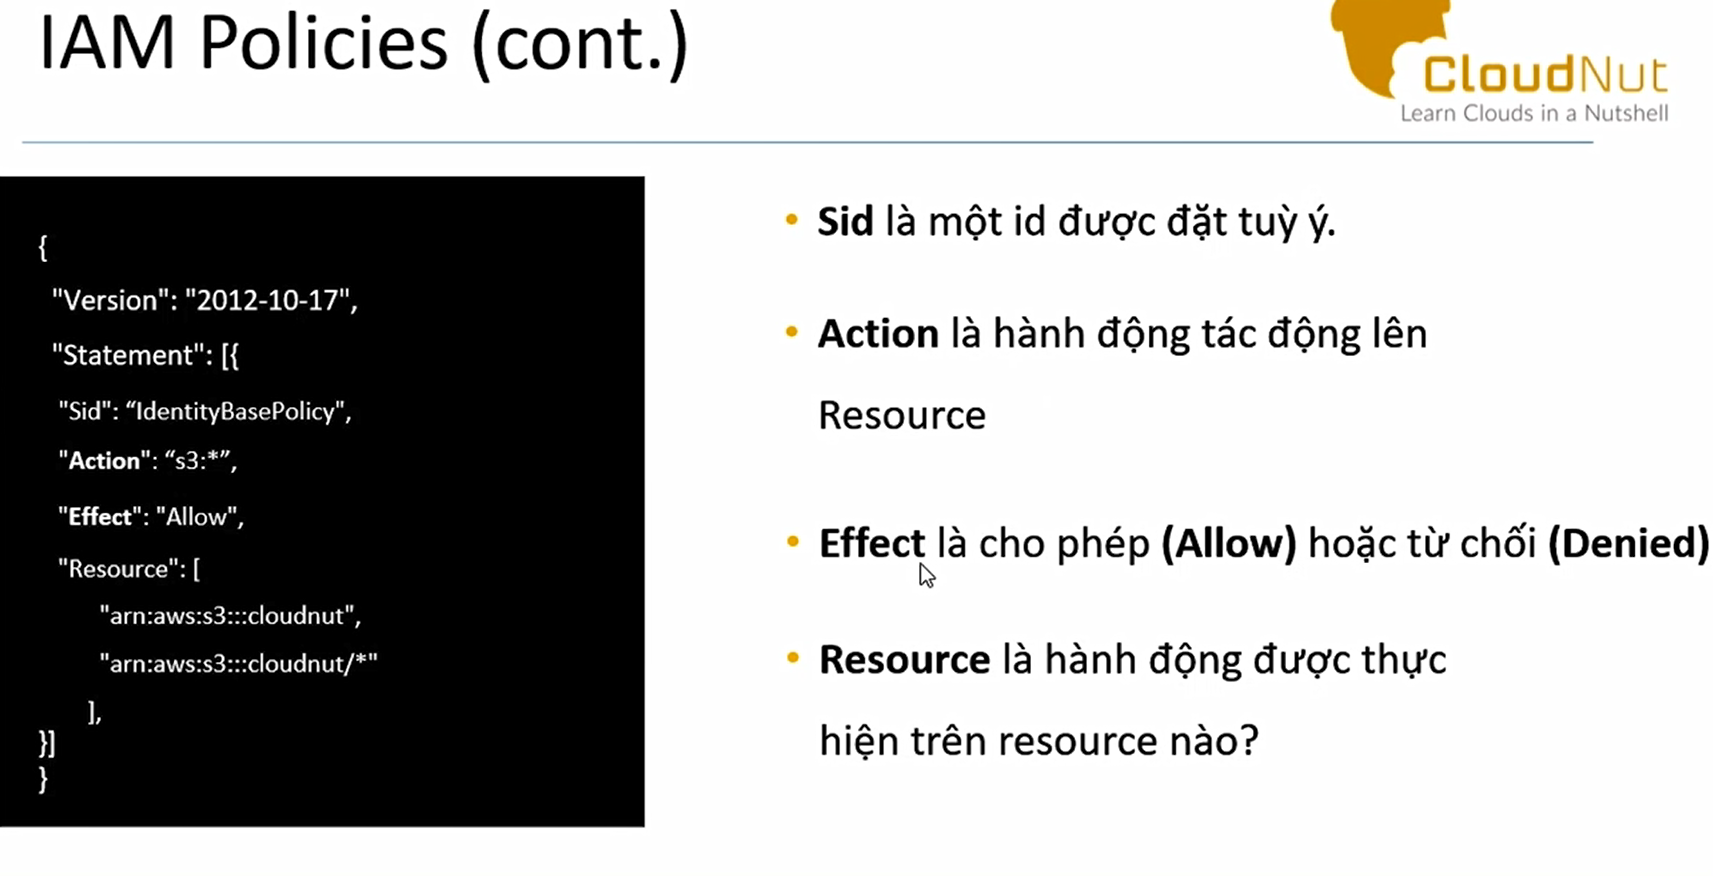 IAM Policies (cont.)
CloudNut
Learn Clouds in a Nutshell
{
"Version": "2012-10-17",
"Statement": [{
"Sid": “IdentityBasePolicy",
"Action": “s3:*”,
"Effect": "Allow",
"Resource": [
"arn:aws:s3:::cloudnut",
"arn:aws:s3:::cloudnut/*"
],
}]
}
• Sid là một id được đặt tuỳ ý.
• Action là hành động tác động lên
Resource
• Effect là cho phép (Allow) hoặc từ chối (Denied)
• Resource là hành động được thực
hiện trên resource nào?